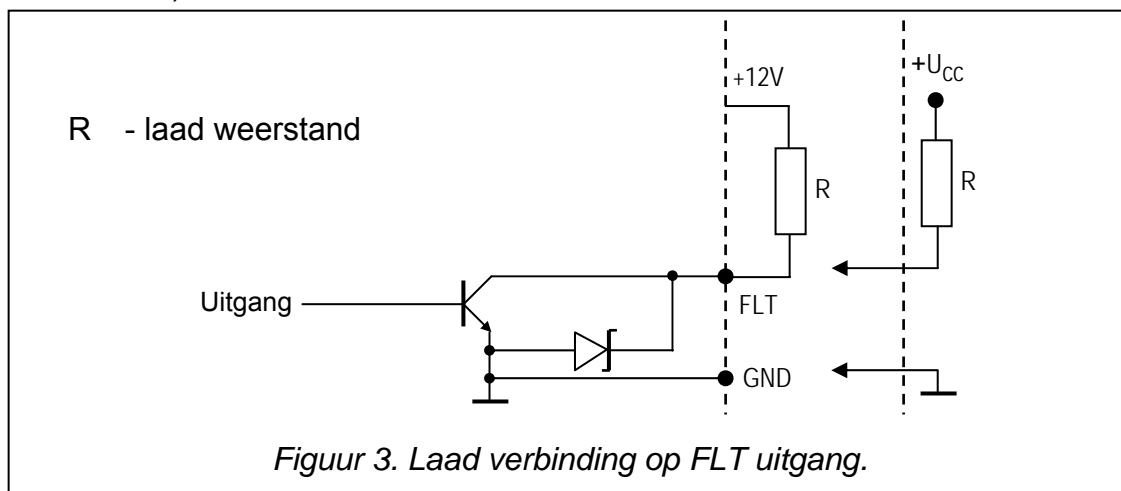 +12V
+U_CC
R - laad weerstand
R
R
Uitgang
FLT
GND
Figuur 3. Laad verbinding op FLT uitgang.